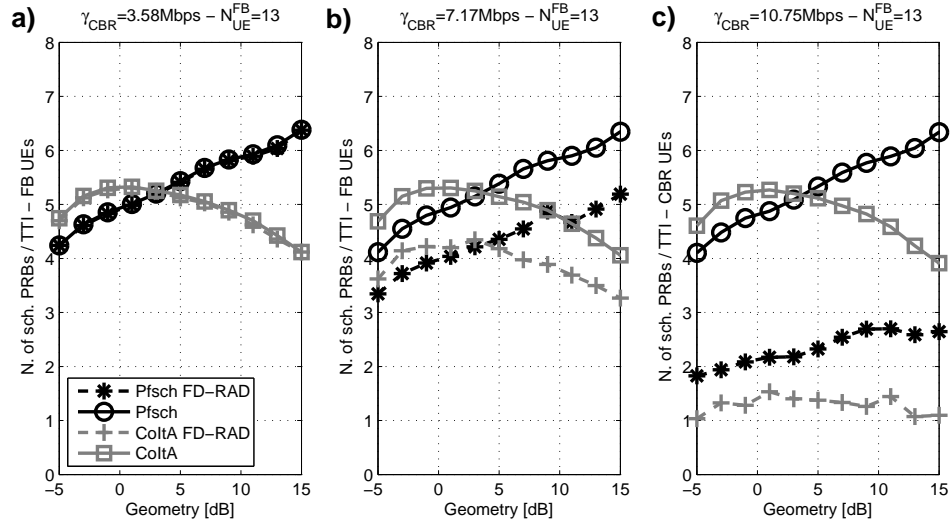 a) γCBR=3.58Mbps − NUEFB=13
N. of sch. PRBs / TTI − FB UEs
8
7
6
5
4
3
2
1
0
−5 0 5 10 15
Geometry [dB]
Pfsch FD−RAD
Pfsch
ColtA FD−RAD
ColtA
b) γCBR=7.17Mbps − NUEFB=13
N. of sch. PRBs / TTI − FB UEs
8
7
6
5
4
3
2
1
0
−5 0 5 10 15
Geometry [dB]
c) γCBR=10.75Mbps − NUEFB=13
N. of sch. PRBs / TTI − CBR UEs
8
7
6
5
4
3
2
1
0
−5 0 5 10 15
Geometry [dB]